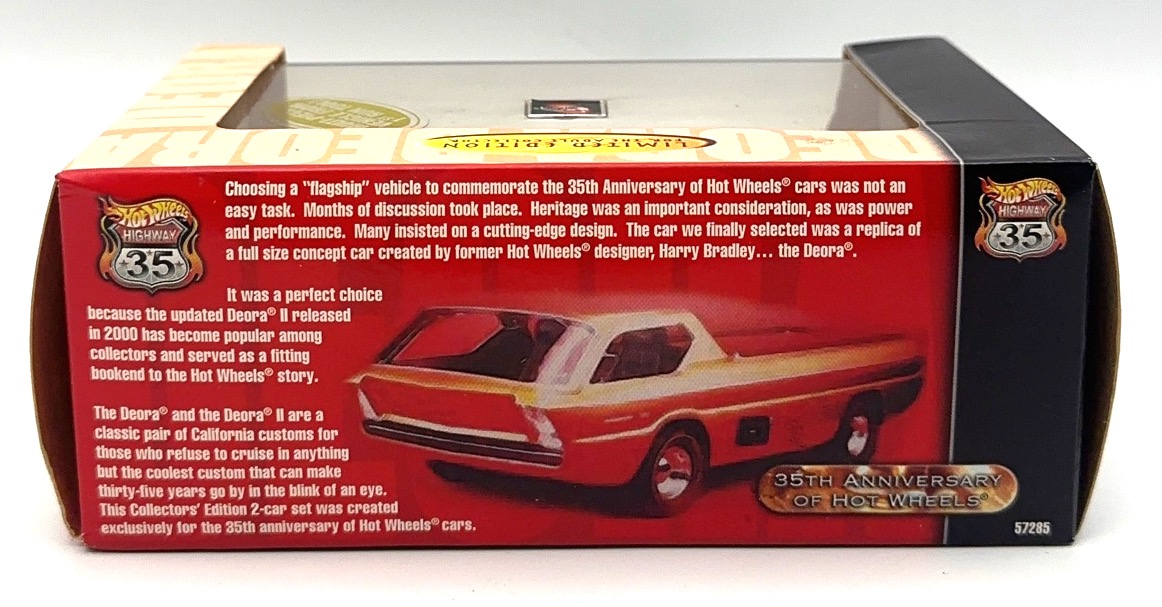 LIMITED EDITION
FOR THE ADULT COLLECTOR
Choosing a "flagship" vehicle to commemorate the 35th Anniversary of Hot Wheels® cars was not an
easy task. Months of discussion took place. Heritage was an important consideration, as was power
and performance. Many insisted on a cutting-edge design. The car we finally selected was a replica of
a full size concept car created by former Hot Wheels® designer, Harry Bradley... the Deora®.
Hot Wheels
HIGHWAY
35
Hot Wheels
HIGHWAY
35
It was a perfect choice
because the updated Deora® II released
in 2000 has become popular among
collectors and served as a fitting
bookend to the Hot Wheels® story.
The Deora® and the Deora® II are a
classic pair of California customs for
those who refuse to cruise in anything
but the coolest custom that can make
thirty-five years go by in the blink of an eye.
This Collectors' Edition 2-car set was created
exclusively for the 35th anniversary of Hot Wheels® cars.
35TH ANNIVERSARY
OF HOT WHEELS®
57285